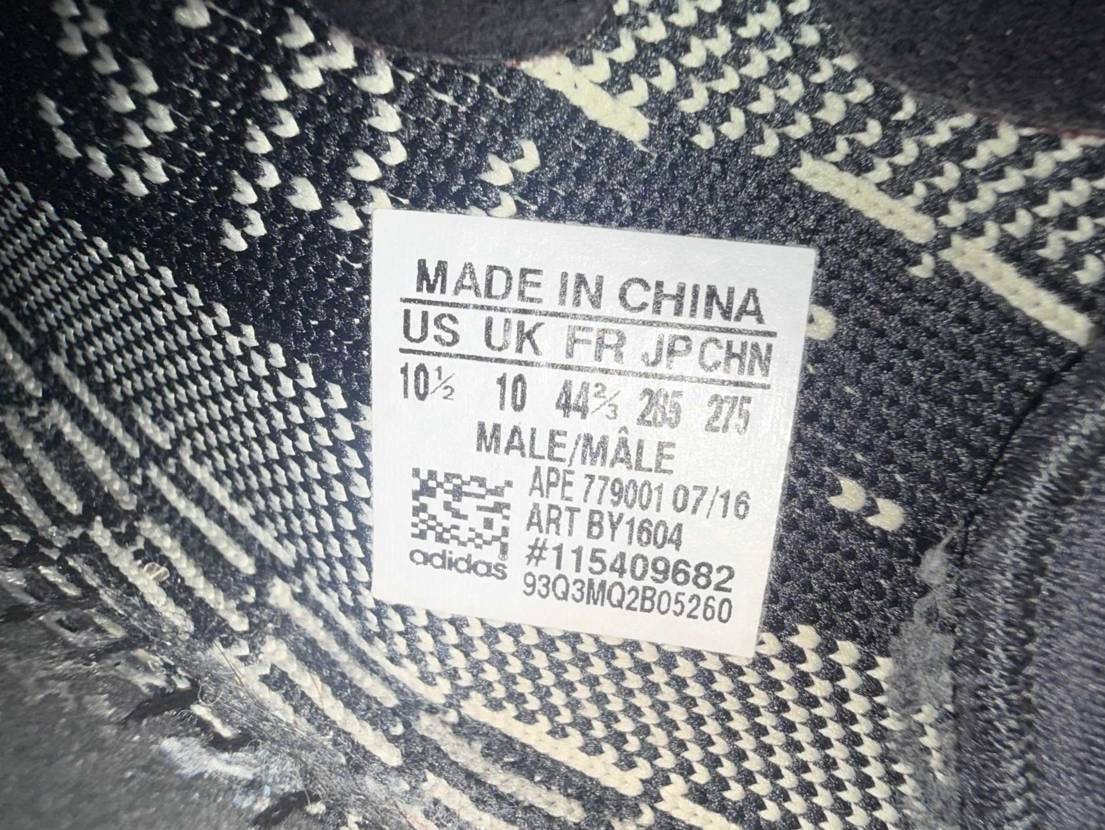 MADE IN CHINA
US UK FR JP CHN
10½ 10 44⅔ 285 275
MALE/MÂLE
APE 779001 07/16
ART BY1604
#115409682
93Q3MQ2B05260
adidas